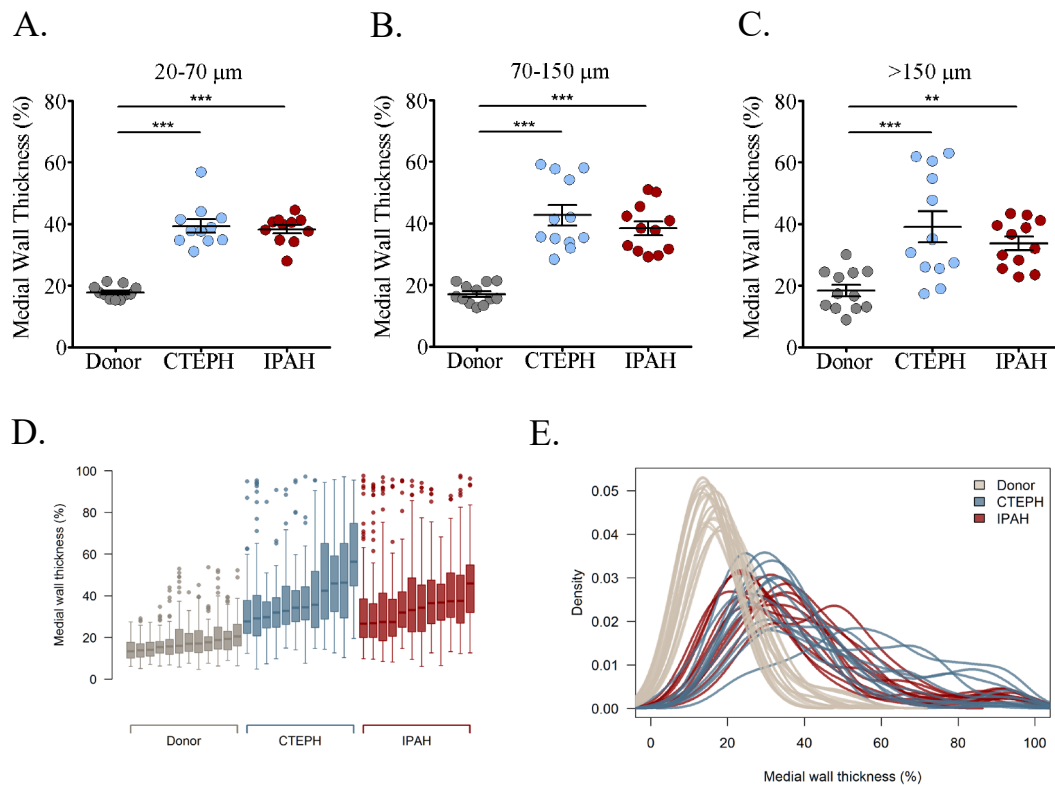 A.
20-70 μm
Medial Wall Thickness (%)
80
60
40
20
0
***
***
Donor CTEPH IPAH
B.
70-150 μm
Medial Wall Thickness (%)
80
60
40
20
0
***
***
Donor CTEPH IPAH
C.
>150 μm
Medial Wall Thickness (%)
80
60
40
20
0
**
***
Donor CTEPH IPAH
D.
Medial wall thickness (%)
100
80
60
40
20
0
Donor CTEPH IPAH
E.
Density
0.05
0.04
0.03
0.02
0.01
0.00
Donor
CTEPH
IPAH
0 20 40 60 80 100
Medial wall thickness (%)